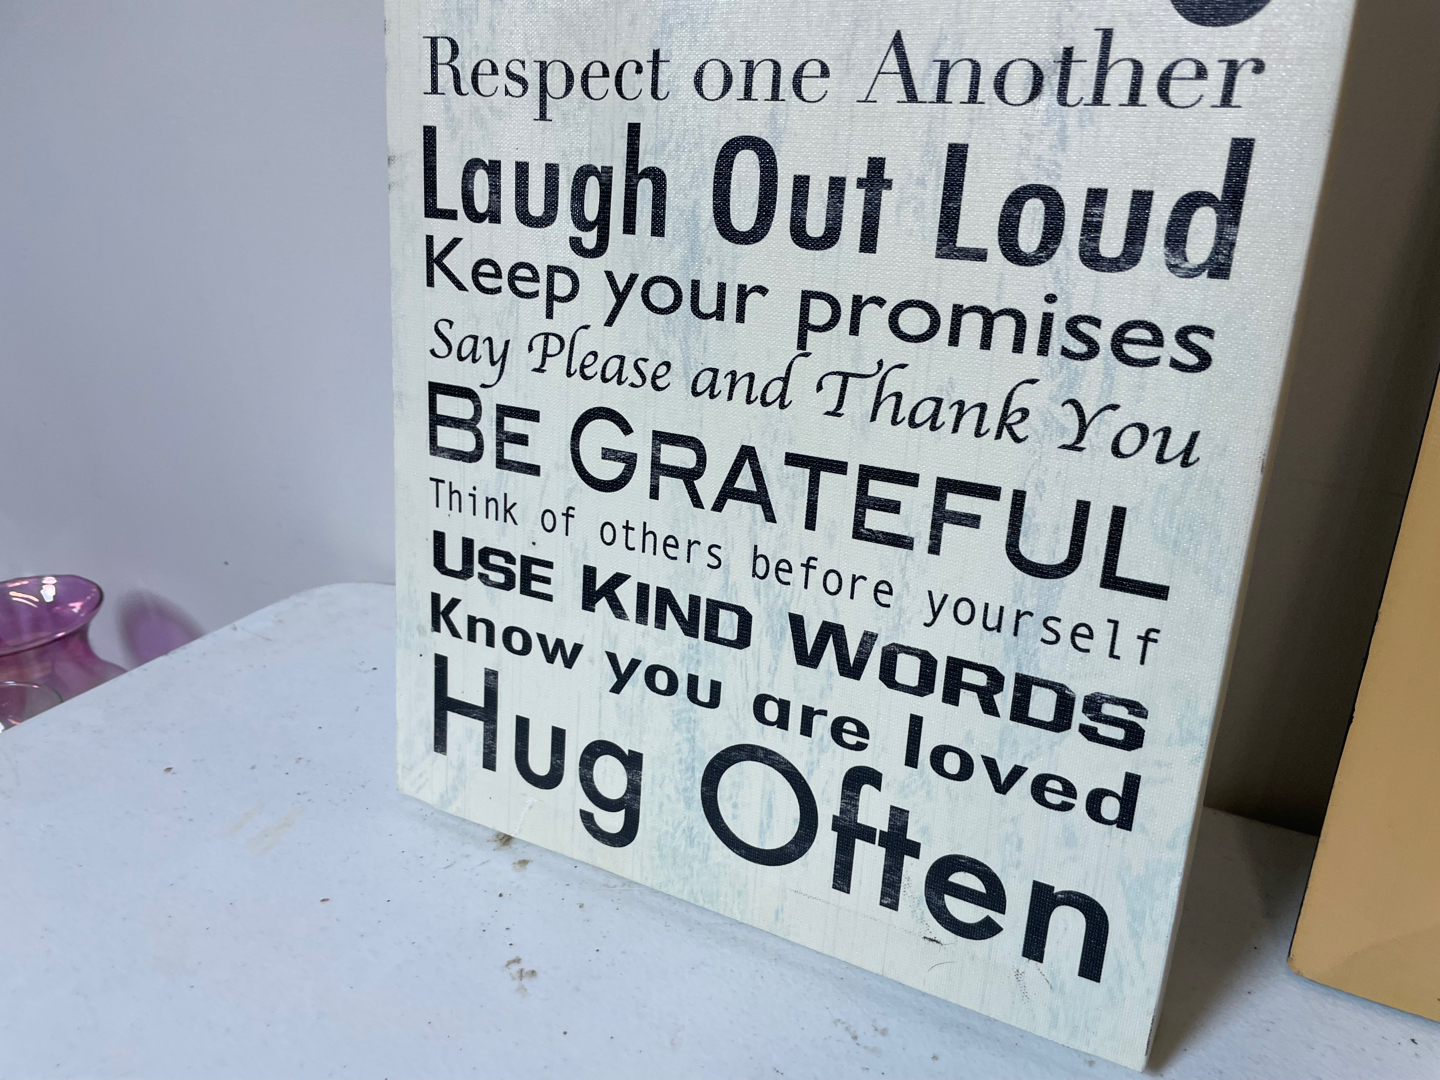 Respect one Another
Laugh Out Loud
Keep your promises
Say Please and Thank You
BE GRATEFUL
Think of others before yourself
USE KIND WORDS
Know you are loved
Hug Often